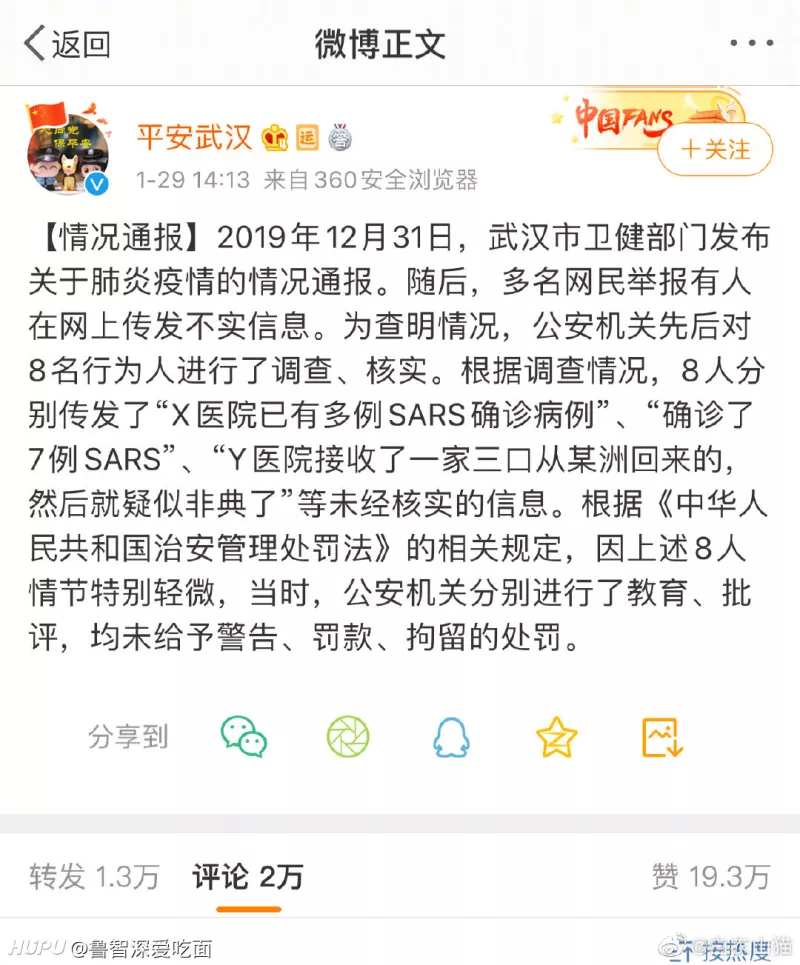 返回
微博正文
中国FANS
平安武汉
运
1-29 14:13 来自360安全浏览器
+关注
【情况通报】2019年12月31日，武汉市卫健部门发布
关于肺炎疫情的情况通报。随后，多名网民举报有人
在网上传发不实信息。为查明情况，公安机关先后对
8名行为人进行了调查、核实。根据调查情况，8人分
别传发了“X医院已有多例SARS确诊病例”、“确诊了
7例SARS”、“Y医院接收了一家三口从某洲回来的，
然后就疑似非典了”等未经核实的信息。根据《中华人
民共和国治安管理处罚法》的相关规定，因上述8人
情节特别轻微，当时，公安机关分别进行了教育、批
评，均未给予警告、罚款、拘留的处罚。
分享到
转发 1.3万 评论 2万 赞 19.3万
HUPU @鲁智深爱吃面
按热度